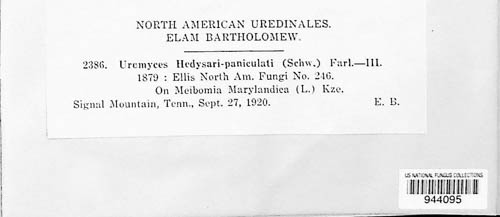 NORTH AMERICAN UREDINALES.
ELAM BARTHOLOMEW.
2386. Uromyces Hedysari-paniculati (Schw.) Farl.—III.
1879 : Ellis North Am. Fungi No. 246.
On Meibomia Marylandica (L.) Kze.
Signal Mountain, Tenn., Sept. 27, 1920. E. B.
US NATIONAL FUNGUS COLLECTIONS
944095